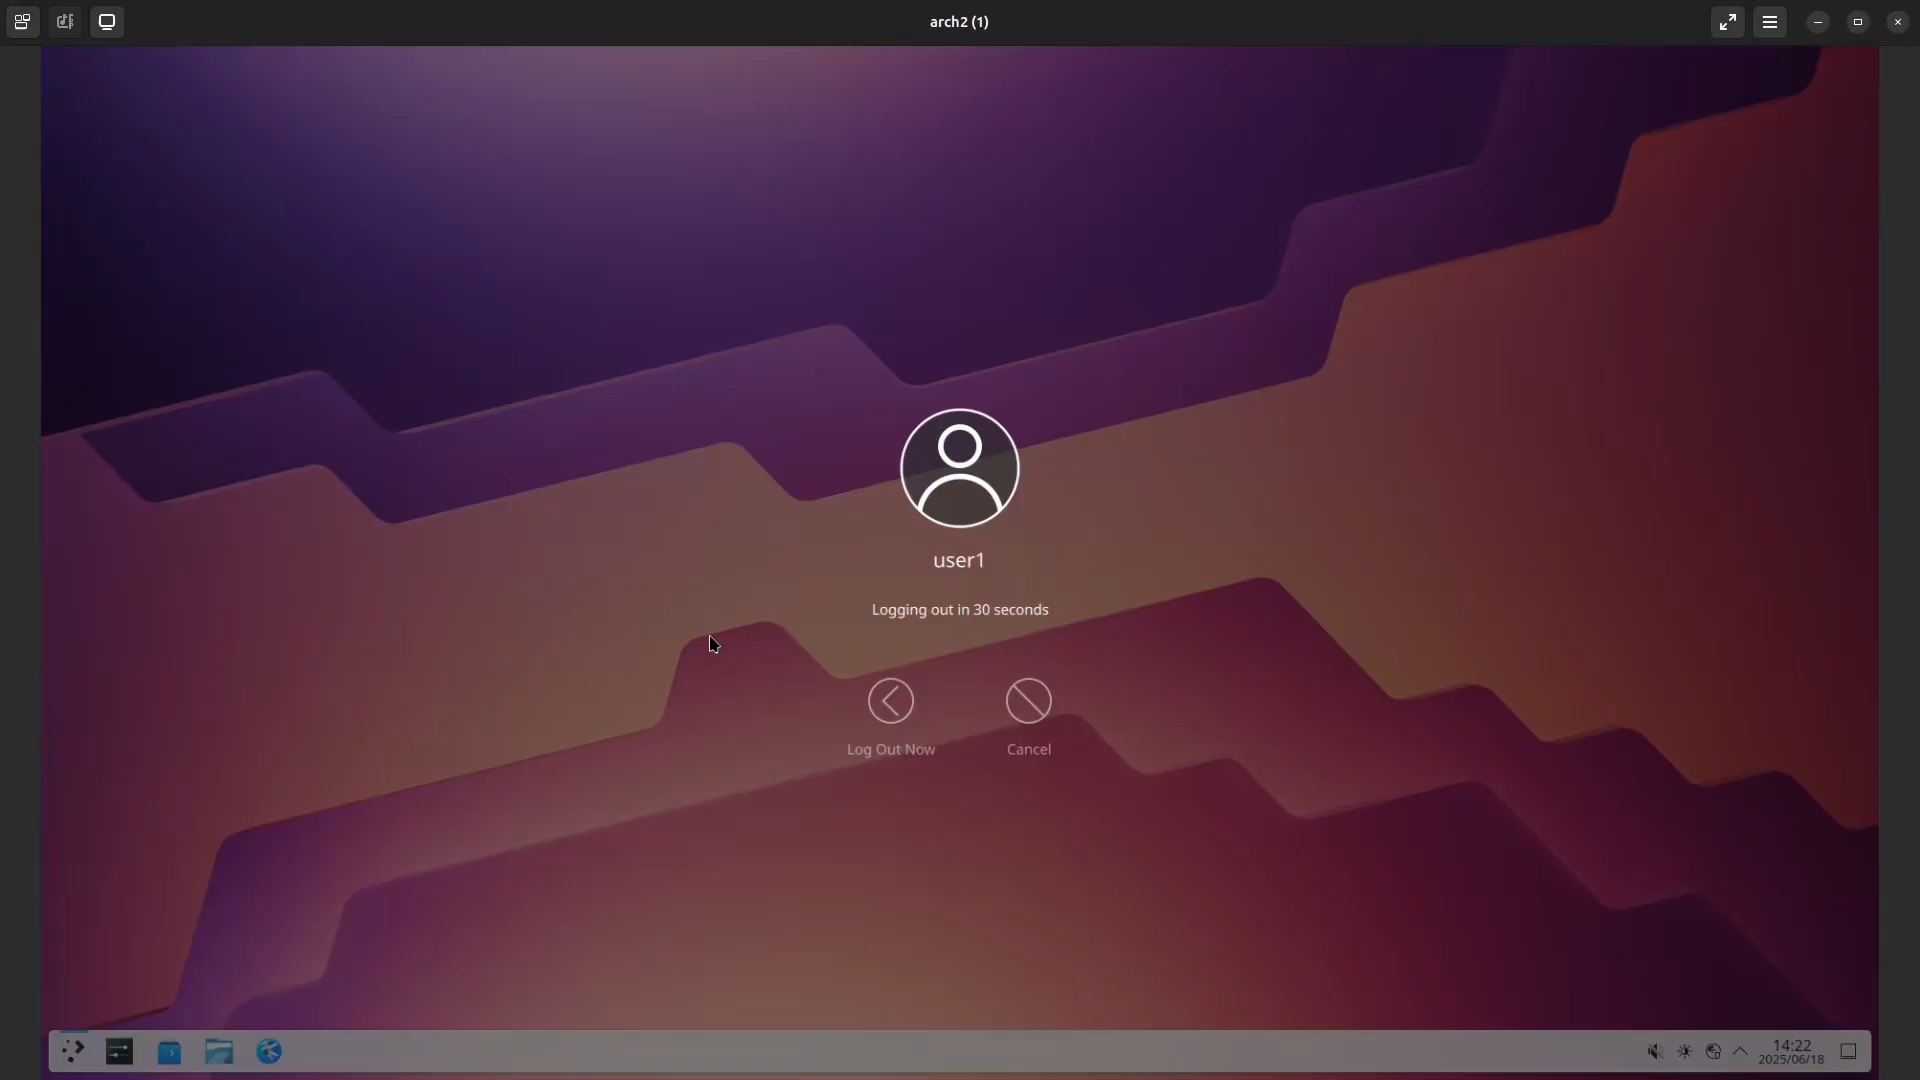 arch2 (1)
user1
Logging out in 30 seconds
Log Out Now
Cancel
14:22
2025/06/18